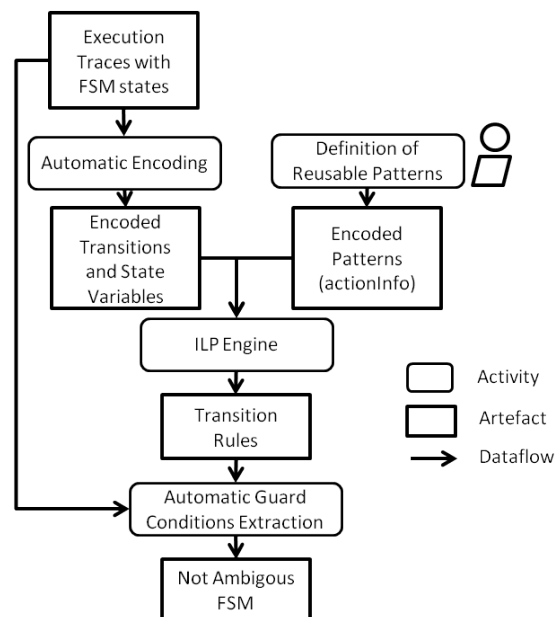 Execution
Traces with
FSM states
Automatic Encoding
Definition of
Reusable Patterns
Encoded
Transitions
and State
Variables
Encoded
Patterns
(actionInfo)
ILP Engine
Transition
Rules
Automatic Guard
Conditions Extraction
Not Ambigous
FSM
Activity
Artefact
Dataflow